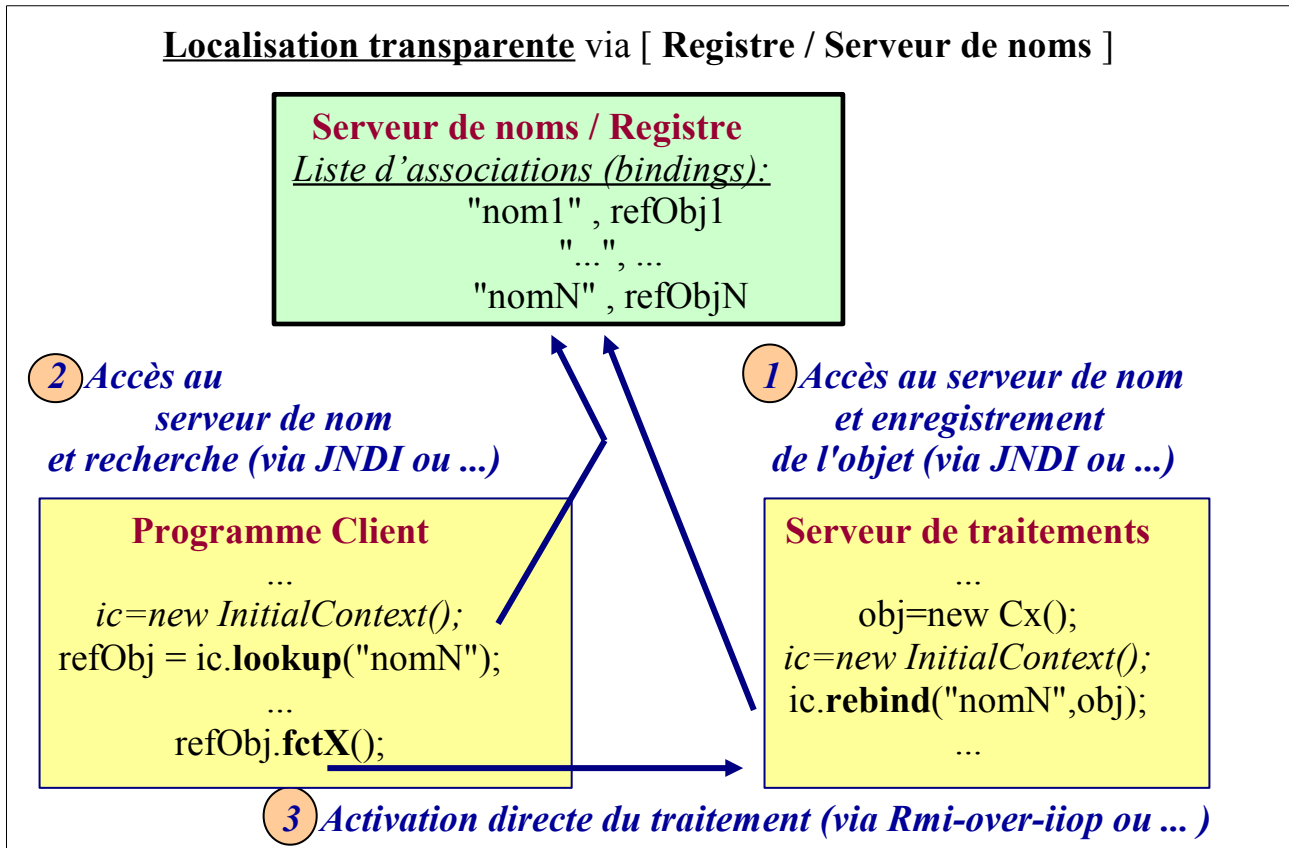 Localisation transparente via [ Registre / Serveur de noms ]
Serveur de noms / Registre
Liste d’associations (bindings):
"nom1" , refObj1
"...", ...
"nomN" , refObjN
2 Accès au
serveur de nom
et recherche (via JNDI ou ...)
1 Accès au serveur de nom
et enregistrement
de l'objet (via JNDI ou ...)
Programme Client
...
ic=new InitialContext();
refObj = ic.lookup("nomN");
...
refObj.fctX();
Serveur de traitements
...
obj=new Cx();
ic=new InitialContext();
ic.rebind("nomN",obj);
...
3 Activation directe du traitement (via Rmi-over-iiop ou ... )